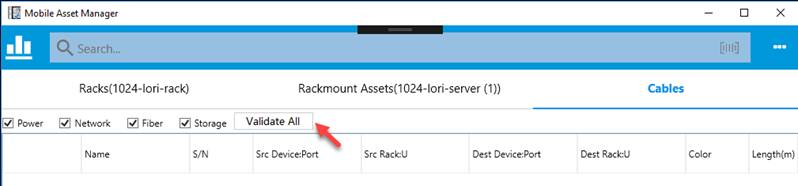 Mobile Asset Manager
Search...
Racks(1024-lori-rack) Rackmount Assets(1024-lori-server (1)) Cables
Power Network Fiber Storage Validate All
Name S/N Src Device:Port Src Rack:U Dest Device:Port Dest Rack:U Color Length(m)